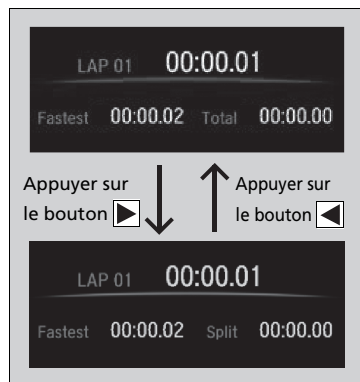 LAP 01 00:00.01
Fastest 00:00.02 Total 00:00.00
Appuyer sur
le bouton
Appuyer sur
le bouton
LAP 01 00:00.01
Fastest 00:00.02 Split 00:00.00